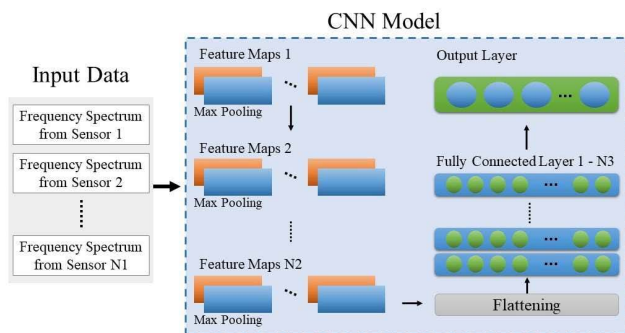 CNN Model
Input Data
Frequency Spectrum
from Sensor 1
Frequency Spectrum
from Sensor 2
Frequency Spectrum
from Sensor N1
Feature Maps 1
Max Pooling
Feature Maps 2
Max Pooling
Feature Maps N2
Max Pooling
Output Layer
Fully Connected Layer 1 - N3
Flattening